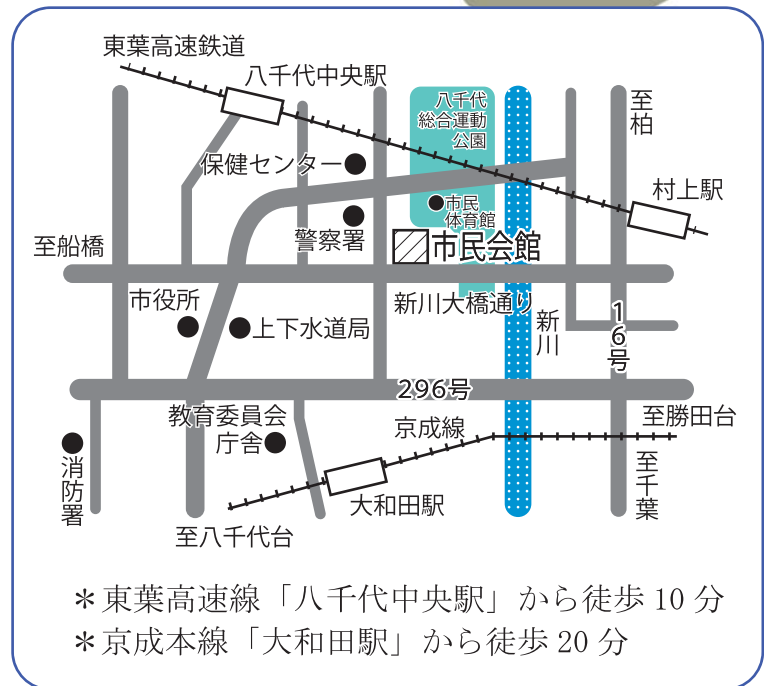 東葉高速鉄道
八千代中央駅
八千代
総合運動
公園
至柏
保健センター
村上駅
市民
体育館
警察署
至船橋
市民会館
市役所
新川大橋通り
上下水道局
新川
16号
296号
教育委員会
庁舎
京成線
至勝田台
消防署
大和田駅
至千葉
至八千代台
＊東葉高速線「八千代中央駅」から徒歩 10 分
＊京成本線「大和田駅」から徒歩 20 分